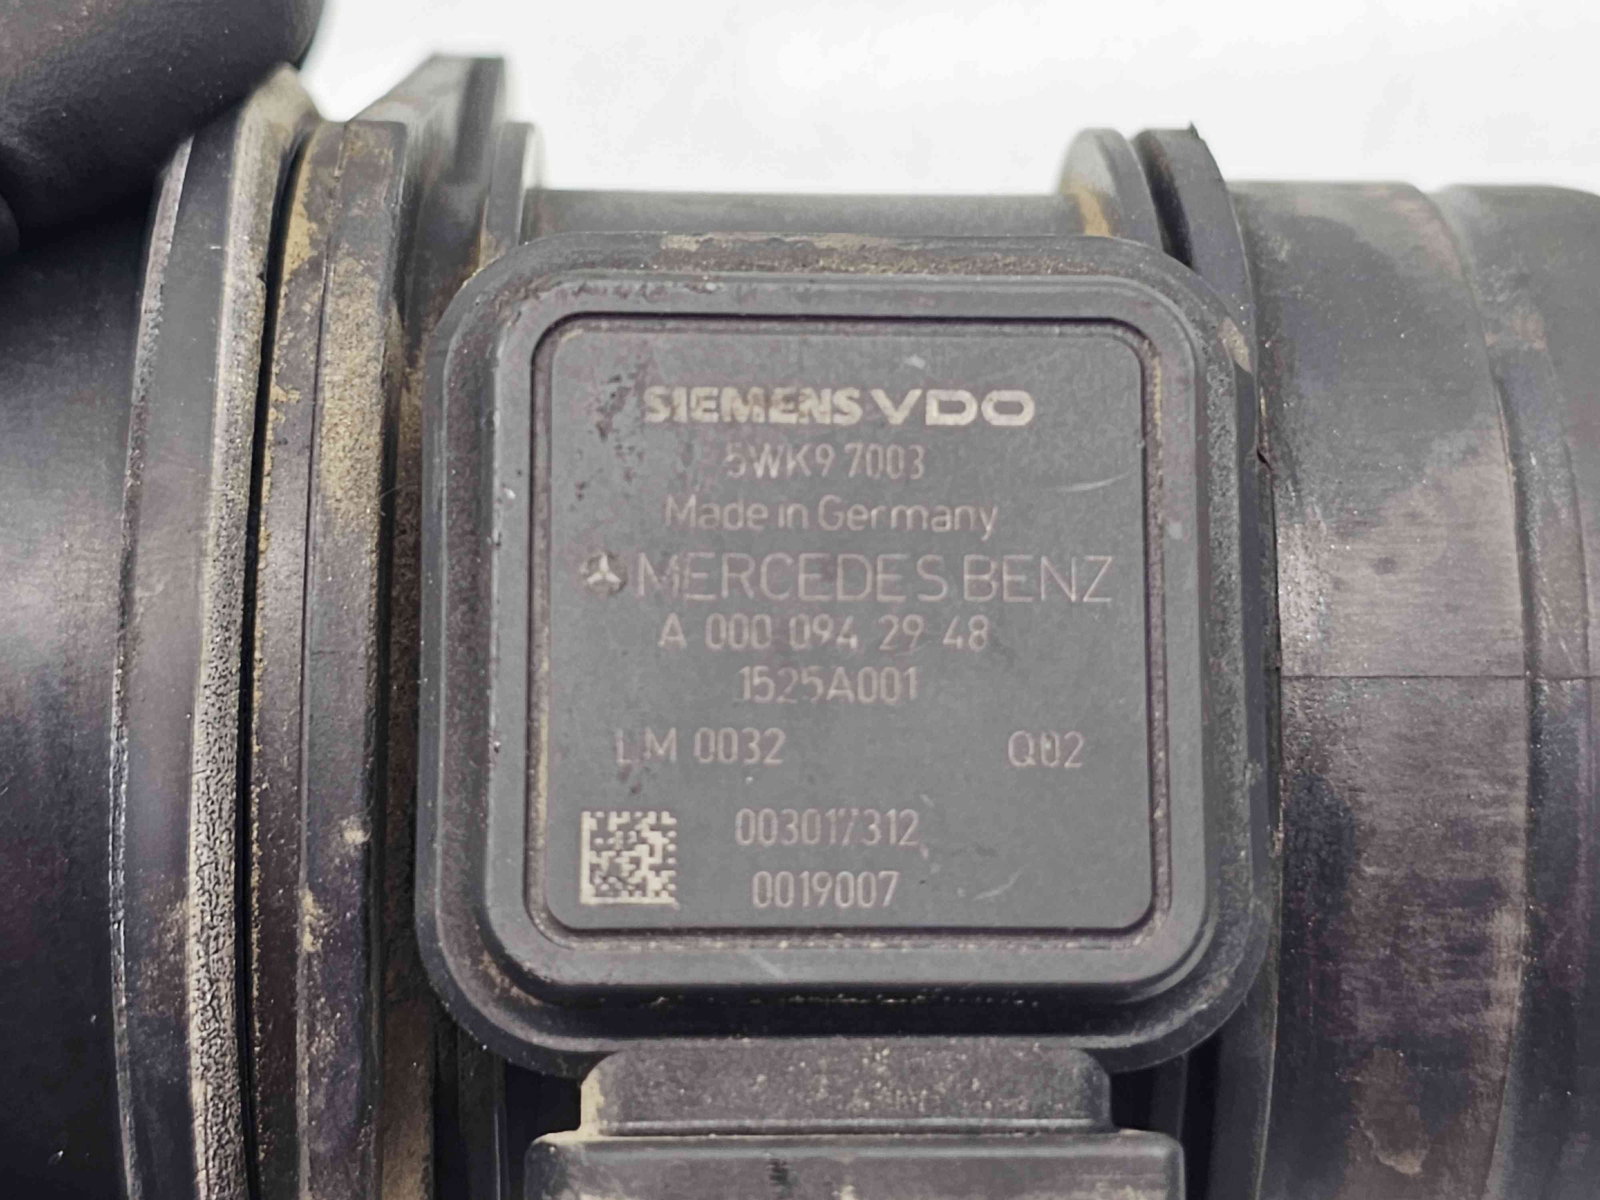 SIEMENS VDO
5WK9 7003
Made in Germany
MERCEDES BENZ
A 000 094 29 48
1525A001
LM 0032 Q02
003017312
0019007